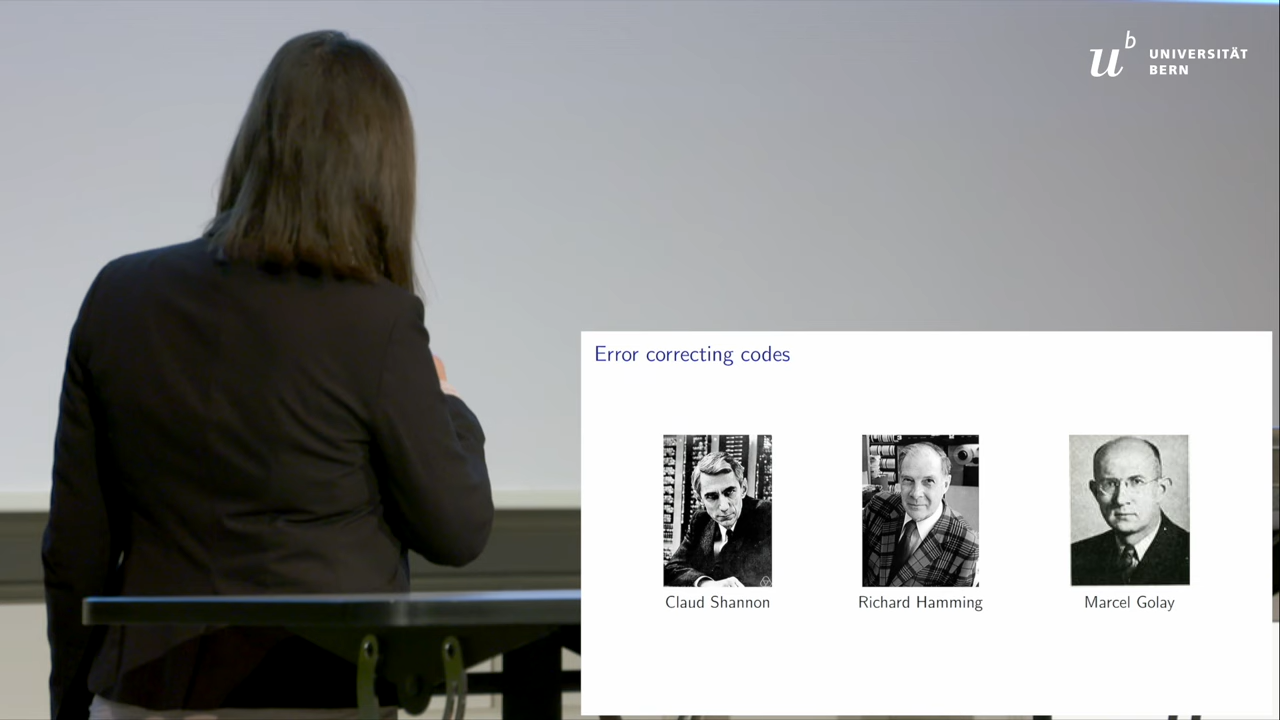 u b UNIVERSITÄT
BERN
Error correcting codes
Claud Shannon
Richard Hamming
Marcel Golay